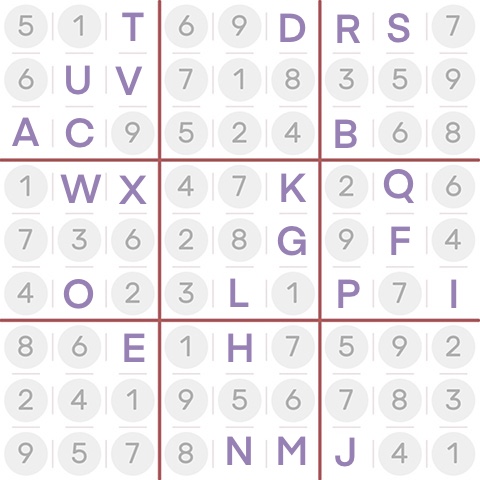 5 1 T 6 9 D R S 7
6 U V 7 1 8 3 5 9
A C 9 5 2 4 B 6 8
1 W X 4 7 K 2 Q 6
7 3 6 2 8 G 9 F 4
4 O 2 3 L 1 P 7 I
8 6 E 1 H 7 5 9 2
2 4 1 9 5 6 7 8 3
9 5 7 8 N M J 4 1